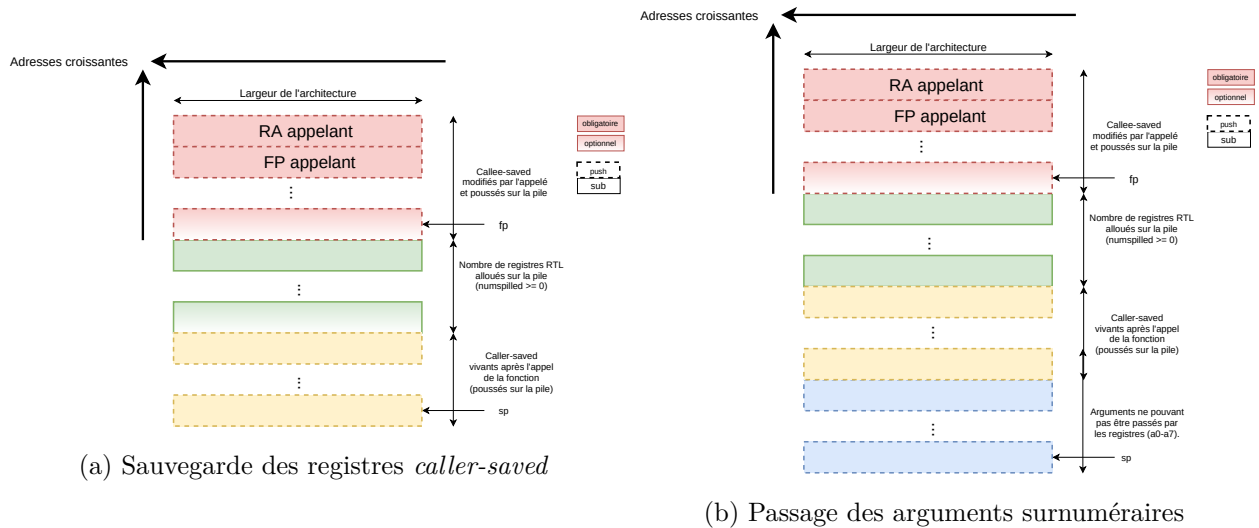 Adresses croissantes
Largeur de l'architecture
RA appelant
FP appelant
...
Callee-saved
modifiés par l'appelé
et poussés sur la pile
fp
Nombre de registres RTL
alloués sur la pile
(numspilled >= 0)
...
Caller-saved
vivants après l'appel
de la fonction
(poussés sur la pile)
...
sp
obligatoire
optionnel
push
sub
(a) Sauvegarde des registres caller-saved
Adresses croissantes
Largeur de l'architecture
RA appelant
FP appelant
...
Callee-saved
modifiés par l'appelé
et poussés sur la pile
fp
Nombre de registres RTL
alloués sur la pile
(numspilled >= 0)
...
Caller-saved
vivants après l'appel
de la fonction
(poussés sur la pile)
...
Arguments ne pouvant
pas être passés par
les registres (a0-a7).
...
sp
obligatoire
optionnel
push
sub
(b) Passage des arguments surnuméraires